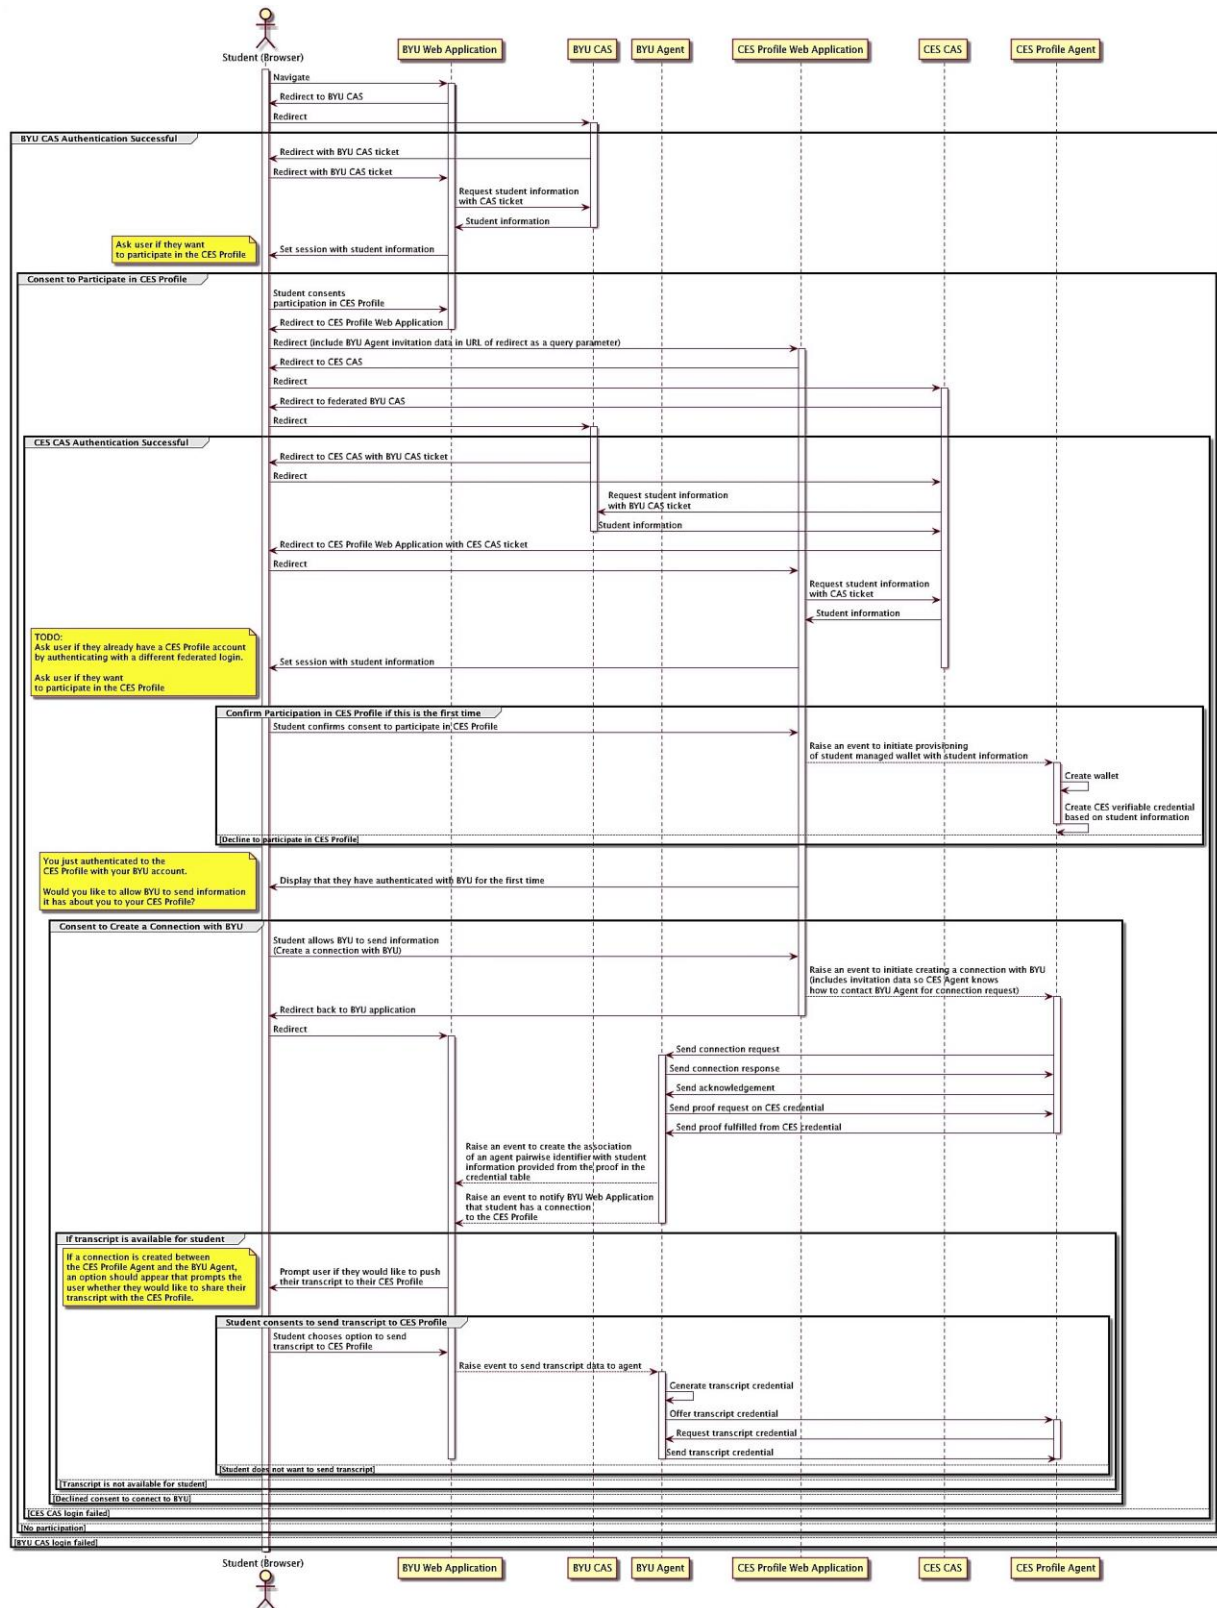 Student (Browser)
BYU Web Application
BYU CAS
BYU Agent
CES Profile Web Application
CES CAS
CES Profile Agent
Navigate
Redirect to BYU CAS
Redirect
BYU CAS Authentication Successful
Redirect with BYU CAS ticket
Redirect with BYU CAS ticket
Request student information
with CAS ticket
Student information
Ask user if they want
to participate in the CES Profile
Set session with student information
Consent to Participate in CES Profile
Student consents
participation in CES Profile
Redirect to CES Profile Web Application
Redirect (include BYU Agent invitation data in URL of redirect as a query parameter)
Redirect to CES CAS
Redirect
Redirect to federated BYU CAS
Redirect
CES CAS Authentication Successful
Redirect to CES CAS with BYU CAS ticket
Redirect
Request student information
with BYU CAS ticket
Student information
Redirect to CES Profile Web Application with CES CAS ticket
Redirect
Request student information
with CAS ticket
Student information
TODO:
Ask user if they already have a CES Profile account
by authenticating with a different federated login.
Ask user if they want
to participate in the CES Profile
Set session with student information
Confirm Participation in CES Profile if this is the first time
Student confirms consent to participate in CES Profile
Raise an event to initiate provisioning
of student managed wallet with student information
Create wallet
Create CES verifiable credential
based on student information
[Decline to participate in CES Profile]
You just authenticated to the
CES Profile with your BYU account.
Would you like to allow BYU to send information
it has about you to your CES Profile?
Display that they have authenticated with BYU for the first time
Consent to Create a Connection with BYU
Student allows BYU to send information
(Create a connection with BYU)
Raise an event to initiate creating a connection with BYU
(includes invitation data so CES Agent knows
how to contact BYU Agent for connection request)
Redirect back to BYU application
Redirect
Send connection request
Send connection response
Send acknowledgement
Send proof request on CES credential
Send proof fulfilled from CES credential
Raise an event to create the association
of an agent pairwise identifier with student
information provided from the proof in the
credential table
Raise an event to notify BYU Web Application
that student has a connection
to the CES Profile
If transcript is available for student
If a connection is created between
the CES Profile Agent and the BYU Agent,
an option should appear that prompts the
user whether they would like to share their
transcript with the CES Profile.
Prompt user if they would like to push
their transcript to their CES Profile
Student consents to send transcript to CES Profile
Student chooses option to send
transcript to CES Profile
Raise event to send transcript data to agent
Generate transcript credential
Offer transcript credential
Request transcript credential
Send transcript credential
[Student does not want to send transcript]
[Transcript is not available for student]
[Declined consent to connect to BYU]
[CES CAS login failed]
[No participation]
[BYU CAS login failed]
Student (Browser)
BYU Web Application
BYU CAS
BYU Agent
CES Profile Web Application
CES CAS
CES Profile Agent